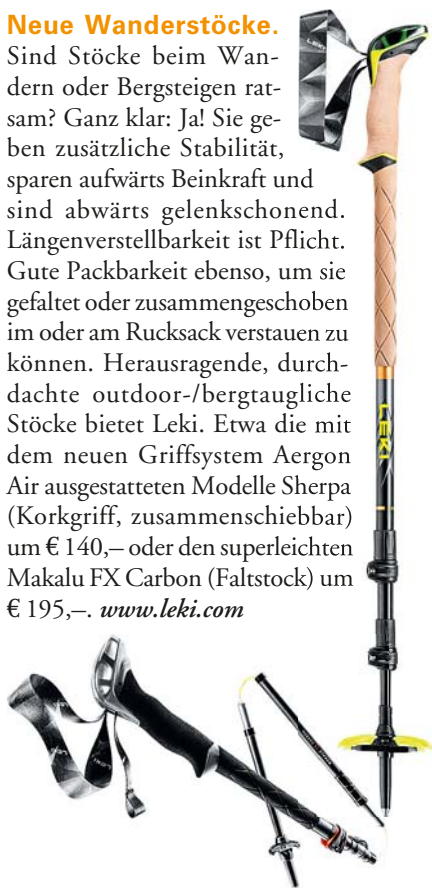 Neue Wanderstöcke.
Sind Stöcke beim Wan-
dern oder Bergsteigen rat-
sam? Ganz klar: Ja! Sie ge-
ben zusätzliche Stabilität,
sparen aufwärts Beinkraft und
sind abwärts gelenkschonend.
Längenverstellbarkeit ist Pflicht.
Gute Packbarkeit ebenso, um sie
gefaltet oder zusammengeschoben
im oder am Rucksack verstauen zu
können. Herausragende, durch-
dachte outdoor-/bergtaugliche
Stöcke bietet Leki. Etwa die mit
dem neuen Griffsystem Aergon
Air ausgestatteten Modelle Sherpa
(Korkgriff, zusammenschiebbar)
um € 140,– oder den superleichten
Makalu FX Carbon (Faltstock) um
€ 195,–. www.leki.com
LEKI
LEKI
LEKI